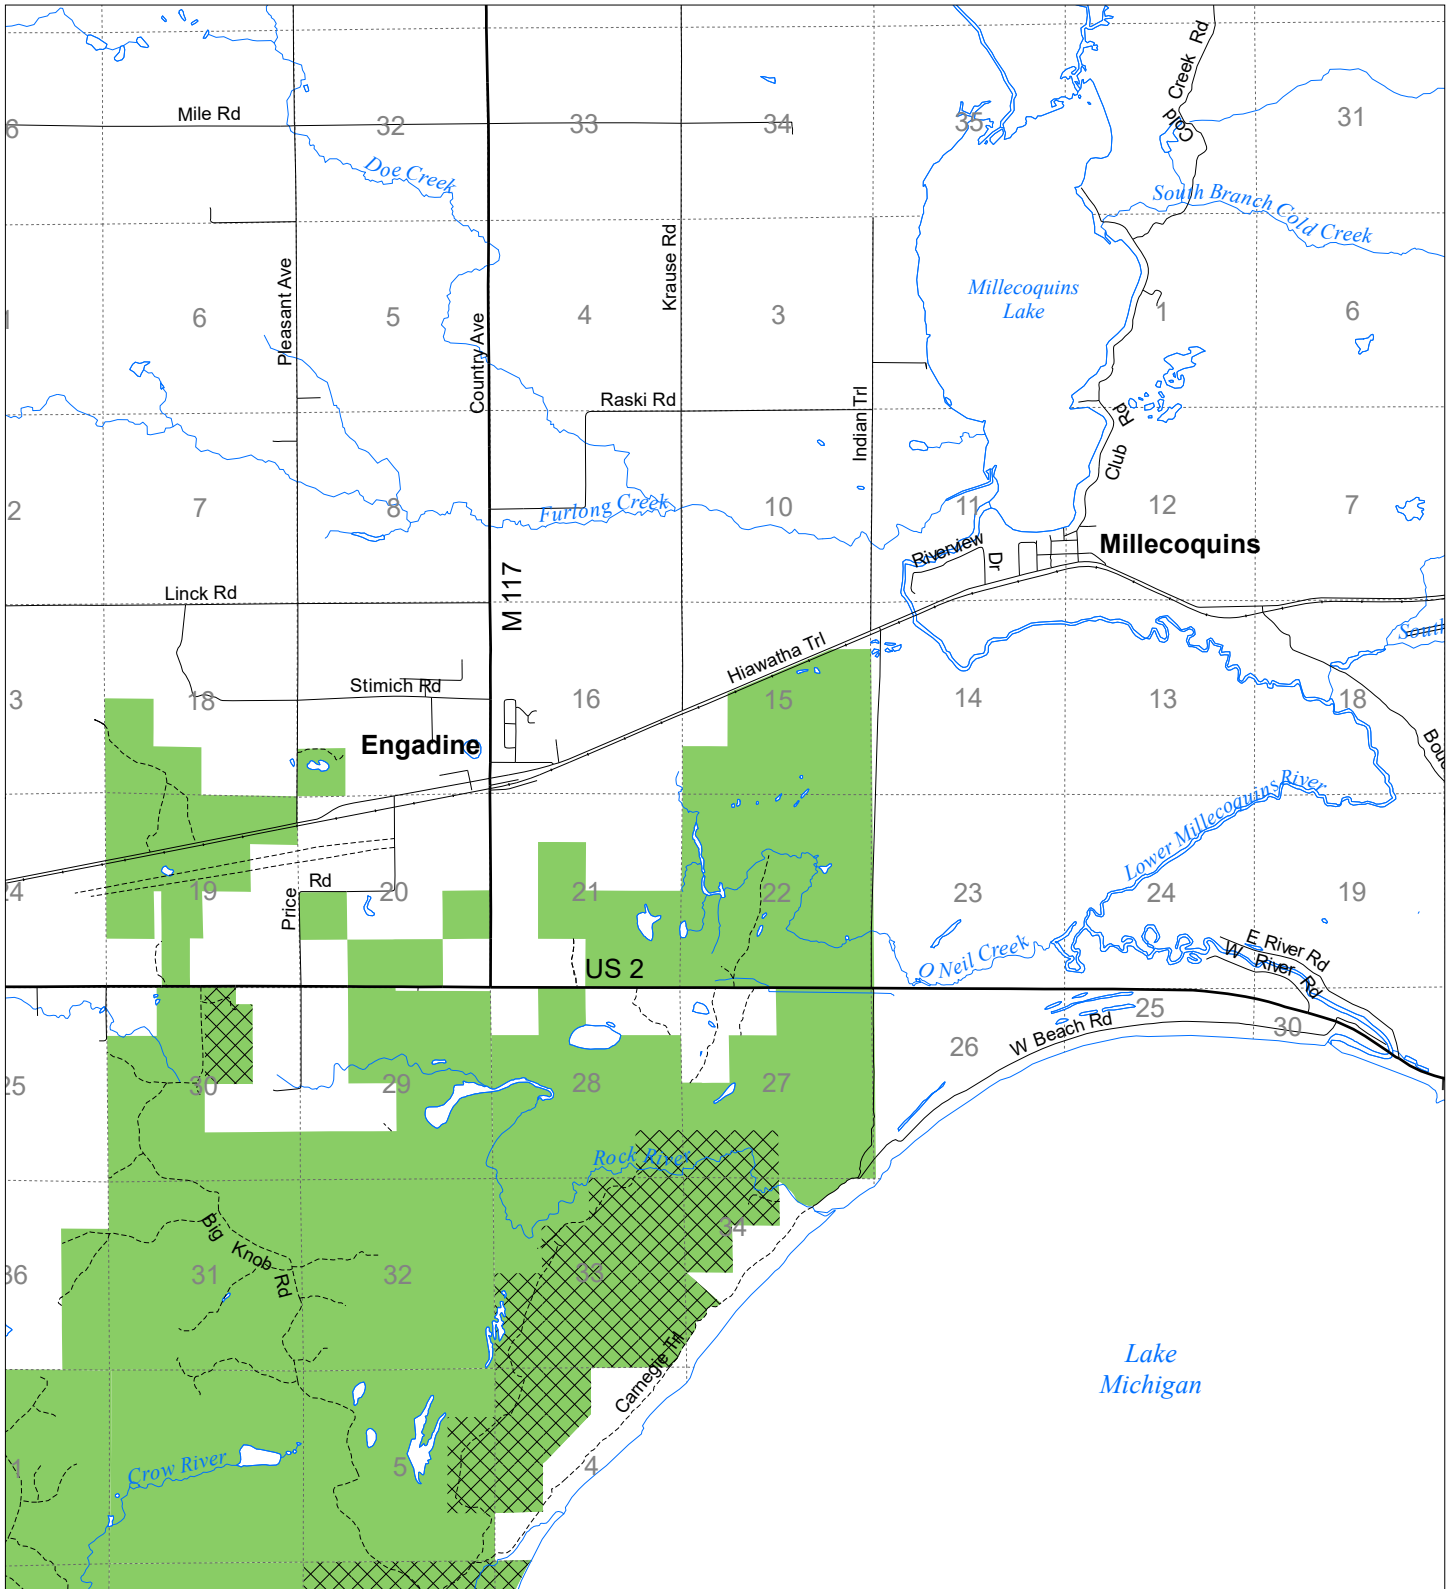 Mile Rd
6
32
33
34
35
31
Cold Creek Rd
Doe Creek
South Branch Cold Creek
Krause Rd
Pleasant Ave
Millecoquins
Lake
6
5
4
3
1
6
Country Ave
Raski Rd
Indian Trl
Club Rd
2
7
8
Furlong Creek
10
11
12
7
Riverview Dr
Millecoquins
M 117
Linck Rd
South
Hiawatha Trl
Stimich Rd
3
18
16
15
14
13
18
Engadine
Lower Millecoquins River
Price Rd
24
19
20
21
22
23
24
19
O Neil Creek
E River Rd
W River Rd
US 2
25
30
W Beach Rd
26
25
30
29
28
27
Rock River
34
Big Knob Rd
36
31
32
33
Carnegie Trl
Lake
Michigan
Crow River
1
5
4